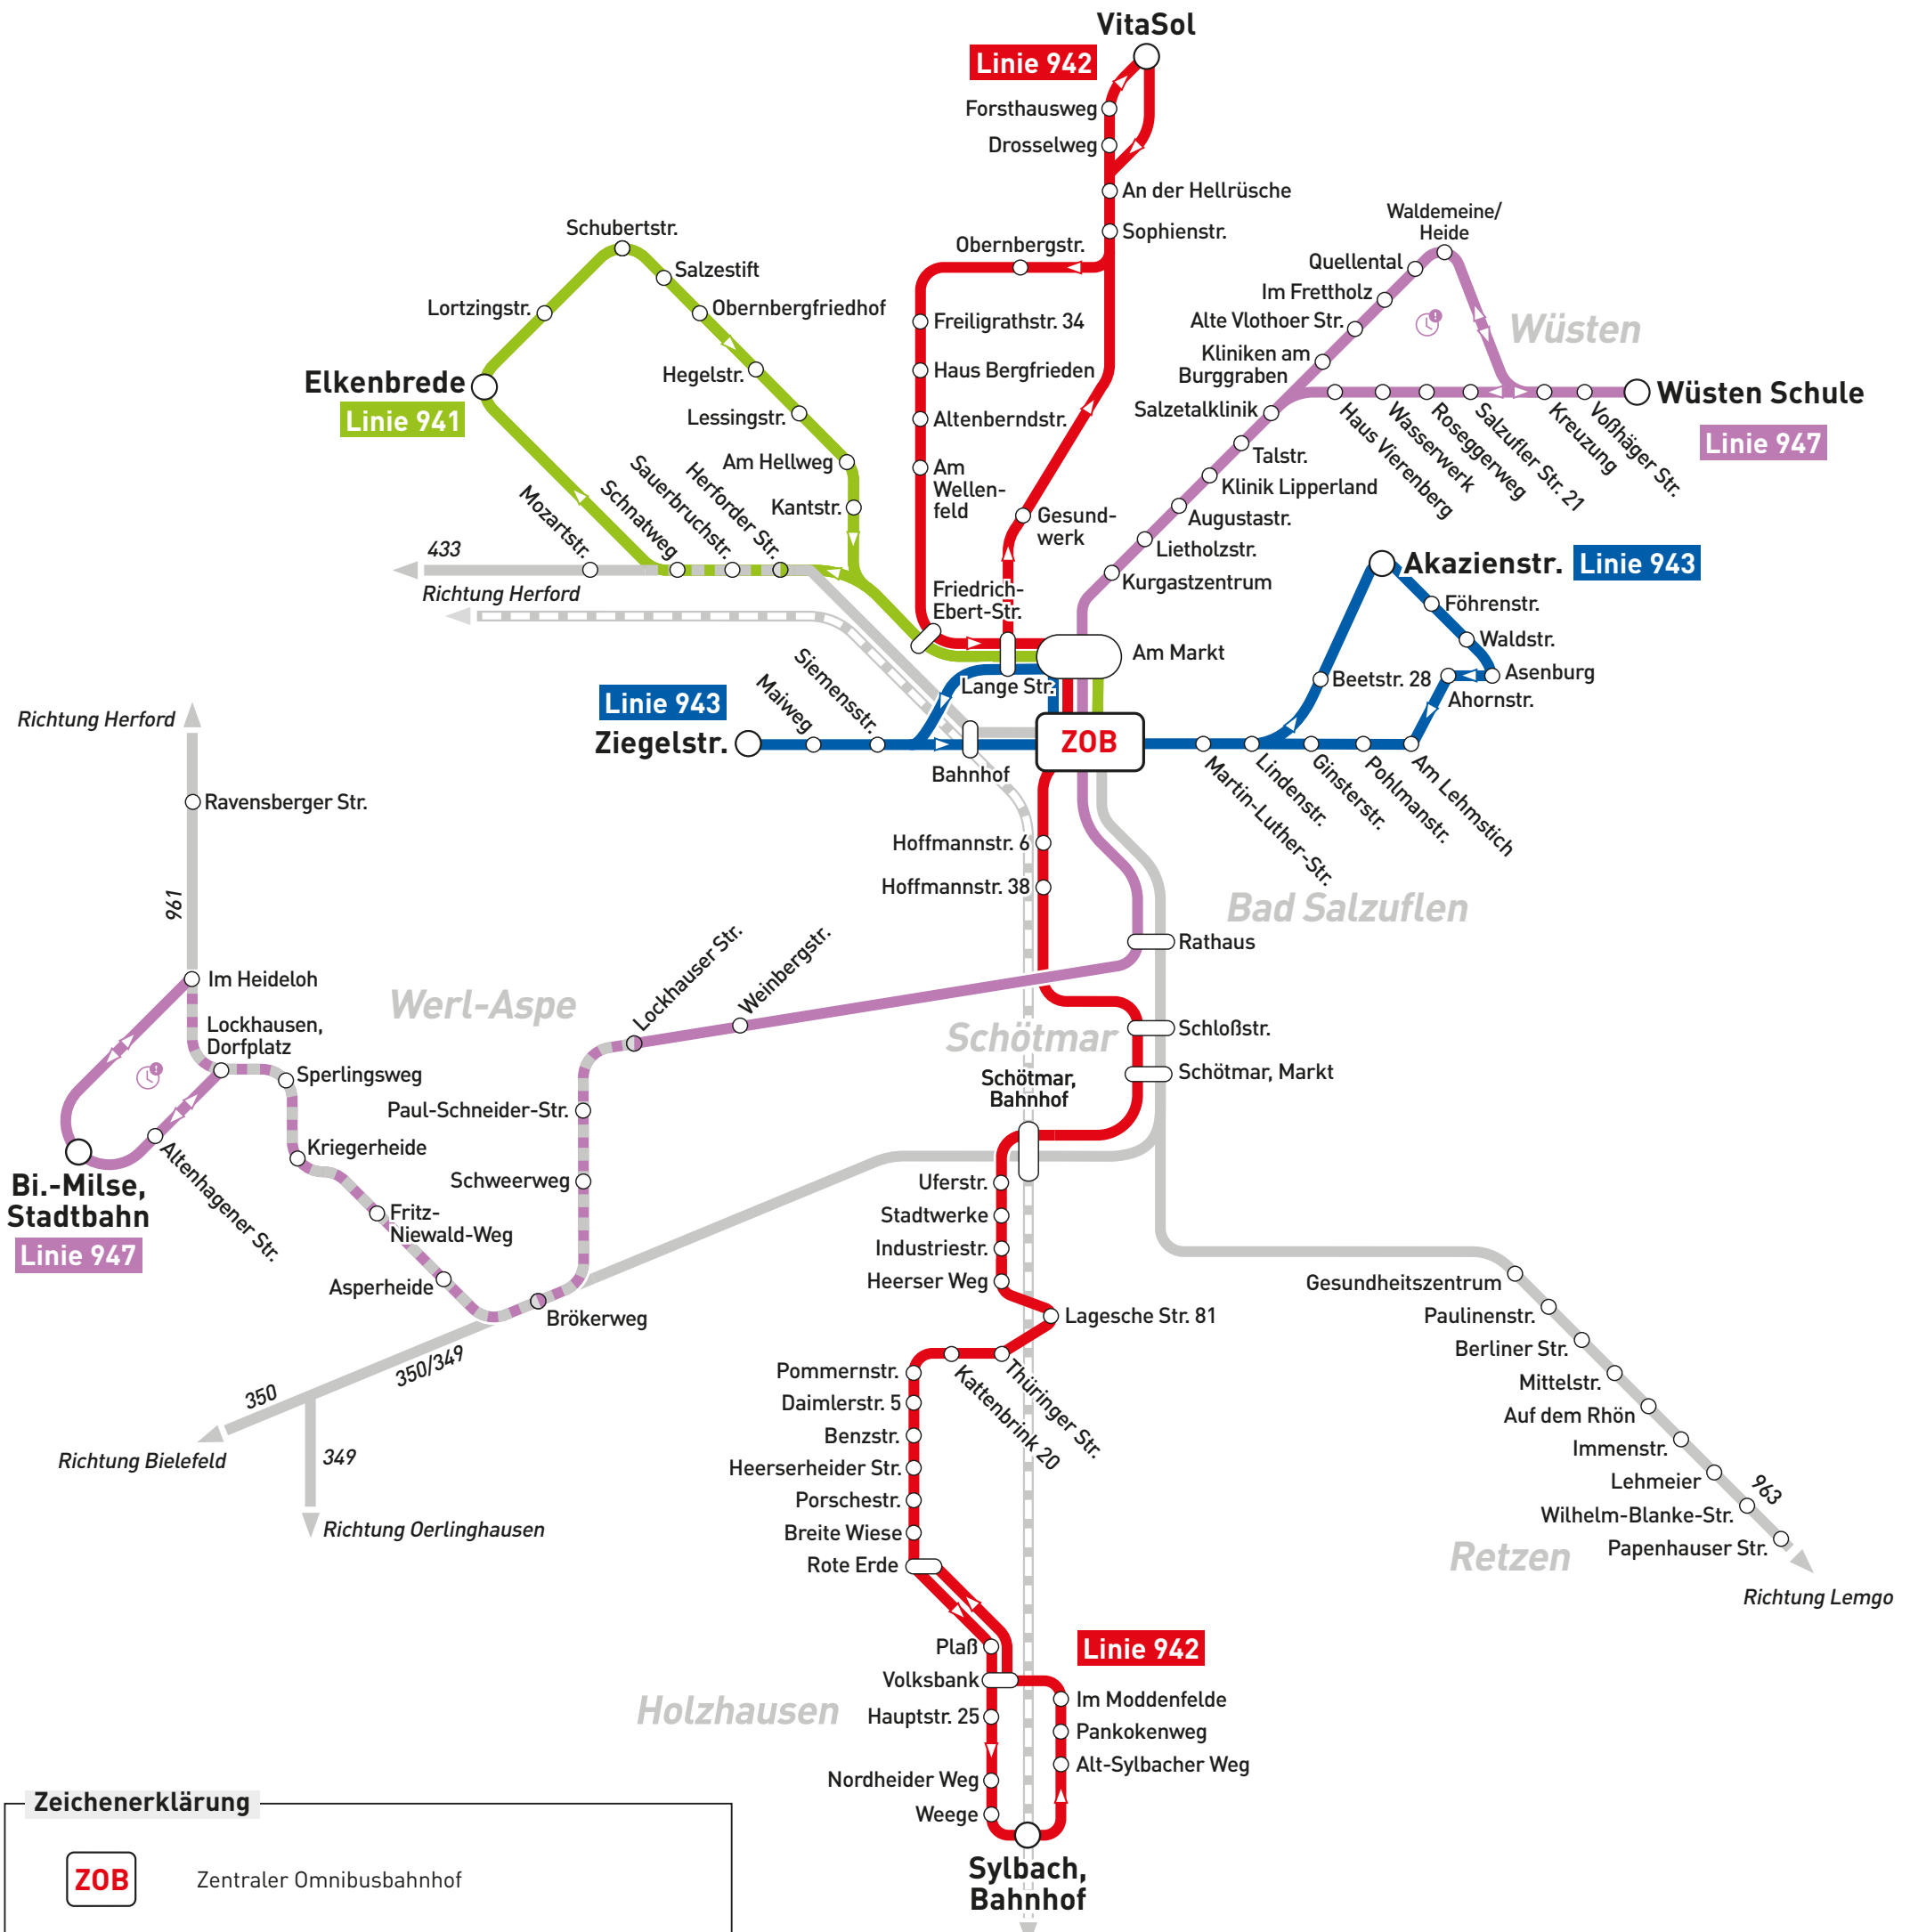 VitaSol
Linie 942
Forsthausweg
Drosselweg
An der Hellrüsche
Sophienstr.
Obernbergstr.
Freiligrathstr. 34
Haus Bergfrieden
Altenberndstr.
Am
Wellen-
feld
Gesund-
werk
Friedrich-
Ebert-Str.
Lange Str.
Am Markt
Schubertstr.
Salzestift
Lortzingstr.
Obernbergfriedhof
Hegelstr.
Elkenbrede
Linie 941
Lessingstr.
Am Hellweg
Kantstr.
Mozartstr.
Schnatweg
Sauerbruchstr.
Herforder Str.
433
Richtung Herford
Waldemeine/
Heide
Quellental
Im Frettholz
Alte Vlothoer Str.
Kliniken am
Burggraben
Salzetalklinik
Wüsten
Wüsten Schule
Linie 947
Haus Vierenberg
Wasserwerk
Roseggerweg
Salzufler Str. 21
Kreuzung
Voßhäger Str.
Talstr.
Klinik Lipperland
Augustastr.
Lietholzstr.
Kurgastzentrum
Akazienstr.
Linie 943
Föhrenstr.
Waldstr.
Asenburg
Beetstr. 28
Ahornstr.
Linie 943
Ziegelstr.
Maiweg
Siemensstr.
Bahnhof
ZOB
Martin-Luther-Str.
Lindenstr.
Ginsterstr.
Pohlmanstr.
Am Lehmstich
Hoffmannstr. 6
Hoffmannstr. 38
Bad Salzuflen
Rathaus
Richtung Herford
Ravensberger Str.
961
Im Heideloh
Lockhausen,
Dorfplatz
Sperlingsweg
Kriegerheide
Fritz-
Niewald-Weg
Asperheide
Brökerweg
Altenhagener Str.
Bi.-Milse,
Stadtbahn
Linie 947
Werl-Aspe
Lockhauser Str.
Weinbergstr.
Paul-Schneider-Str.
Schweerweg
Schötmar
Schloßstr.
Schötmar, Markt
Schötmar,
Bahnhof
Uferstr.
Stadtwerke
Industriestr.
Heerser Weg
Lagesche Str. 81
Thüringer Str.
Kattenbrink 20
Pommernstr.
Daimlerstr. 5
Benzstr.
Heerserheider Str.
Porschestr.
Breite Wiese
Rote Erde
350/349
350
Richtung Bielefeld
349
Richtung Oerlinghausen
Gesundheitszentrum
Paulinenstr.
Berliner Str.
Mittelstr.
Auf dem Rhön
Immenstr.
Lehmeier
Wilhelm-Blanke-Str.
Papenhauser Str.
963
Retzen
Richtung Lemgo
Plaß
Linie 942
Volksbank
Holzhausen
Hauptstr. 25
Im Moddenfelde
Pankokenweg
Alt-Sylbacher Weg
Nordheider Weg
Weege
Sylbach,
Bahnhof
Zeichenerklärung
ZOB
Zentraler Omnibusbahnhof